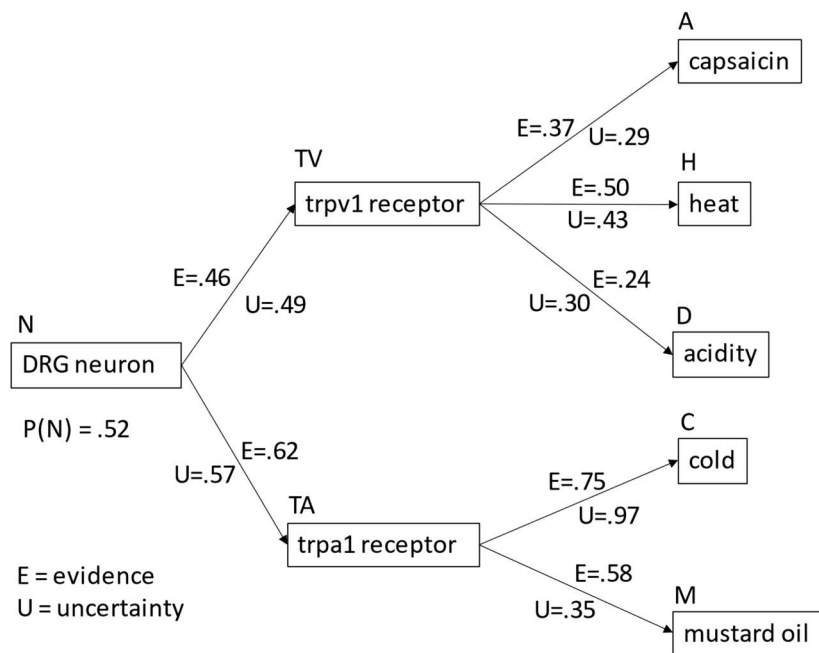 A
capsaicin
E=.37
U=.29
TV
trpv1 receptor
H
E=.50
heat
U=.43
E=.46
U=.49
E=.24
U=.30
D
acidity
N
DRG neuron
P(N) = .52
E=.62
U=.57
C
cold
E=.75
U=.97
TA
trpa1 receptor
E=.58
U=.35
M
mustard oil
E = evidence
U = uncertainty